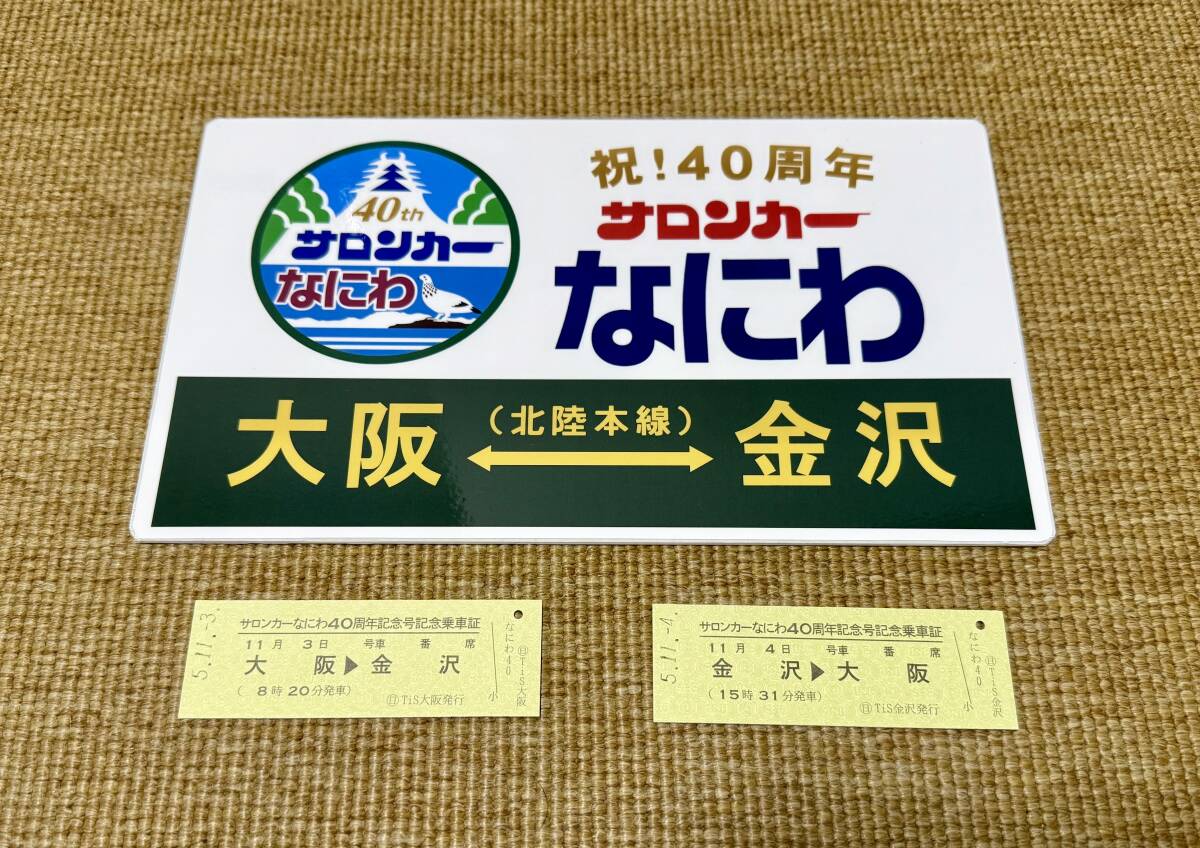 40th
サロンカー
なにわ
祝!40周年
サロンカー
なにわ
大阪
(北陸本線)
金沢
5.11.-3.
サロンカーなにわ40周年記念号記念乗車証
11月 3日 号車 番 席
大 阪 ▶ 金 沢
( 8時20分発車)
㊐TiS大阪発行
なにわ40
小
㊐TiS大阪
5.11.-4.
サロンカーなにわ40周年記念号記念乗車証
11月 4日 号車 番 席
金 沢 ▶ 大 阪
(15時31分発車)
㊐TiS金沢発行
なにわ40
小
㊐TiS金沢